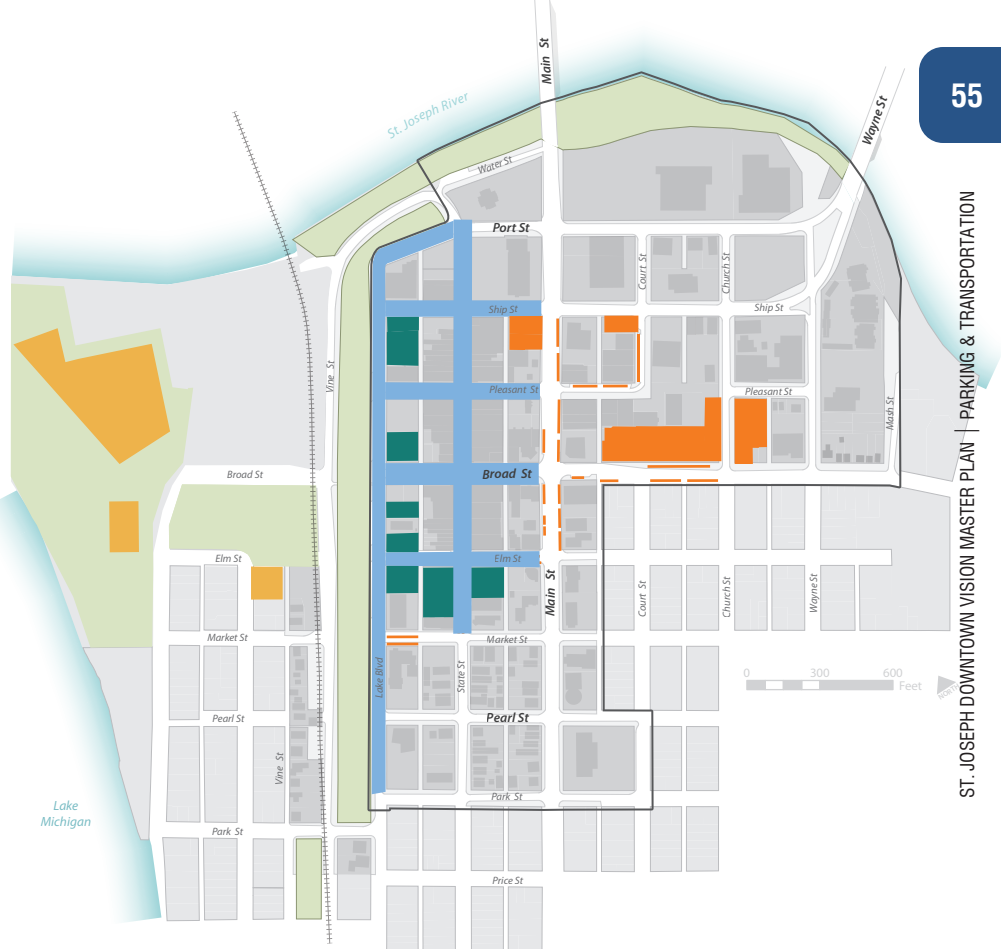 Main St
Wayne St
55
St. Joseph River
Water St
Port St
Court St
Church St
Ship St
Ship St
Vine St
Pleasant St
Pleasant St
Mash St
Broad St
Broad St
Elm St
Elm St
Main St
Court St
Church St
Wayne St
Market St
Market St
Lake Blvd
State St
0 300 600
Feet
NORTH
Pearl St
Pearl St
Vine St
Lake
Michigan
Park St
Park St
Price St
ST. JOSEPH DOWNTOWN VISION MASTER PLAN | PARKING & TRANSPORTATION